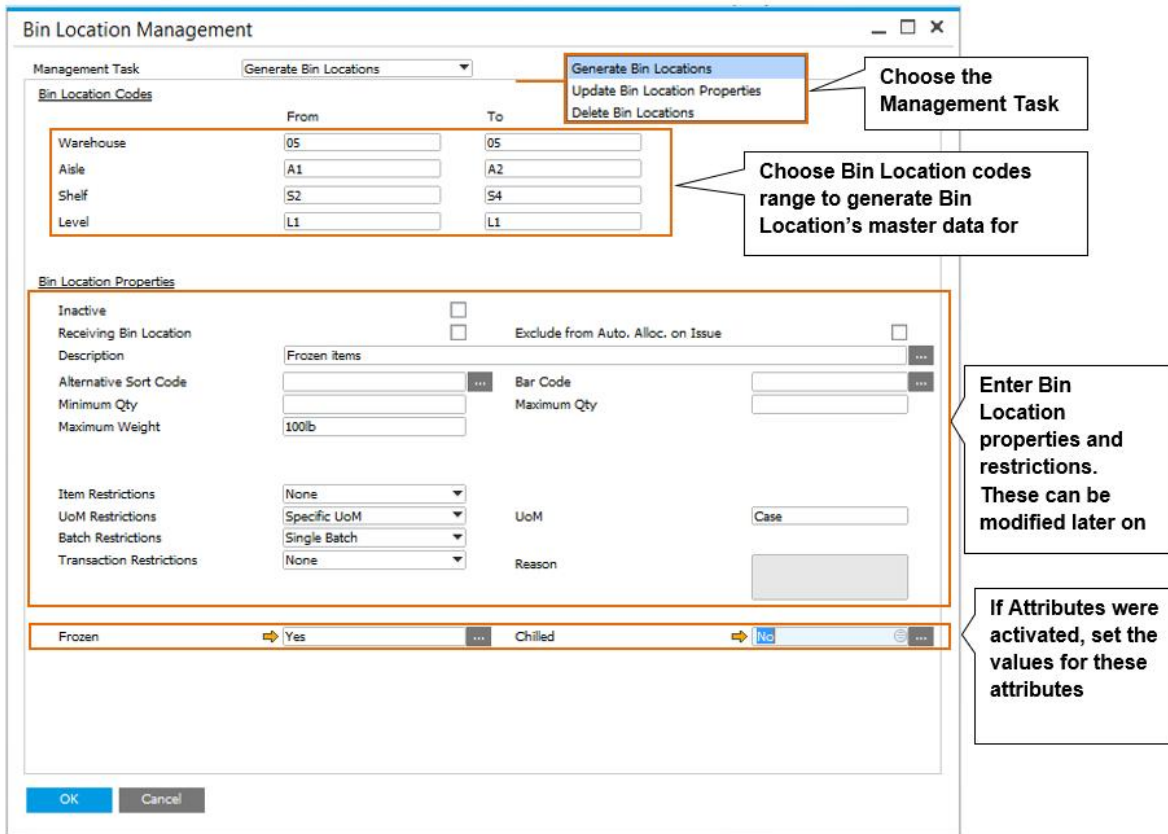 Bin Location Management
Management Task Generate Bin Locations
Generate Bin Locations
Update Bin Location Properties
Delete Bin Locations
Choose the
Management Task
Bin Location Codes
From To
Warehouse 05 05
Aisle A1 A2
Shelf S2 S4
Level L1 L1
Choose Bin Location codes
range to generate Bin
Location's master data for
Bin Location Properties
Inactive
Receiving Bin Location Exclude from Auto. Alloc. on Issue
Description Frozen items ...
Alternative Sort Code ... Bar Code ...
Minimum Qty Maximum Qty
Maximum Weight 100lb
Item Restrictions None
UoM Restrictions Specific UoM UoM Case
Batch Restrictions Single Batch
Transaction Restrictions None Reason
Enter Bin
Location
properties and
restrictions.
These can be
modified later on
Frozen Yes ... Chilled No ...
If Attributes were
activated, set the
values for these
attributes
OK Cancel